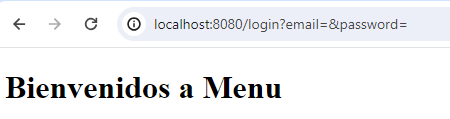 localhost:8080/login?email=&password=
Bienvenidos a Menu